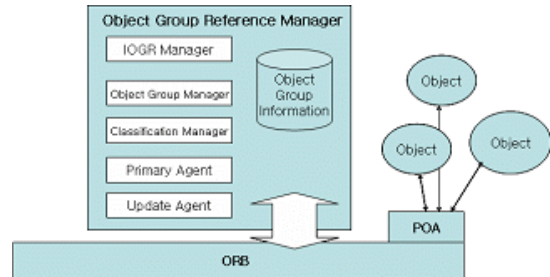 Object Group Reference Manager
IOGR Manager
Object Group Manager
Classification Manager
Primary Agent
Update Agent
Object
Group
Information
Object
Object
Object
POA
ORB